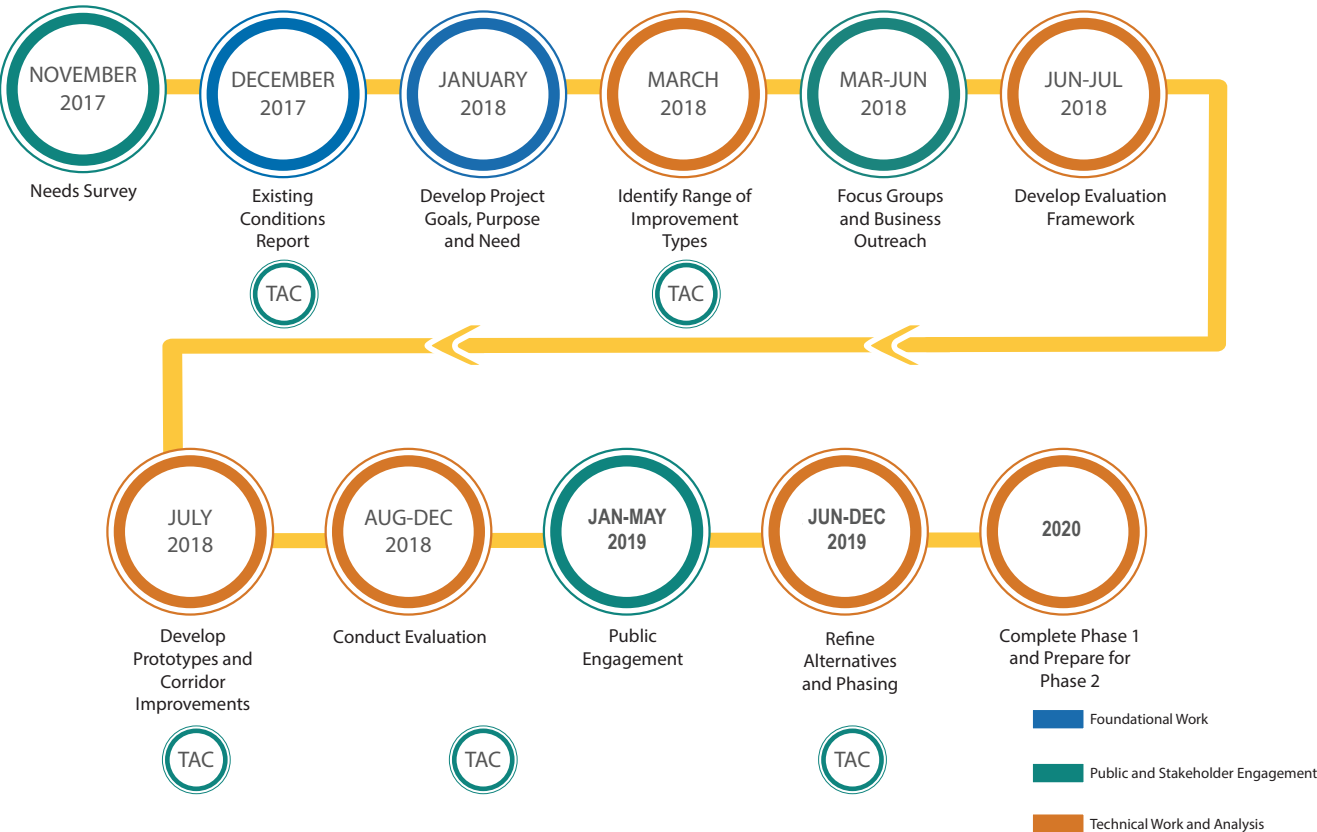 NOVEMBER
2017
DECEMBER
2017
JANUARY
2018
MARCH
2018
MAR-JUN
2018
JUN-JUL
2018
Needs Survey
Existing
Conditions
Report
Develop Project
Goals, Purpose
and Need
Identify Range of
Improvement
Types
Focus Groups
and Business
Outreach
Develop Evaluation
Framework
TAC
TAC
JULY
2018
AUG-DEC
2018
JAN-MAY
2019
JUN-DEC
2019
2020
Develop
Prototypes and
Corridor
Improvements
Conduct Evaluation
Public
Engagement
Refine
Alternatives
and Phasing
Complete Phase 1
and Prepare for
Phase 2
TAC
TAC
TAC
Foundational Work
Public and Stakeholder Engagement
Technical Work and Analysis